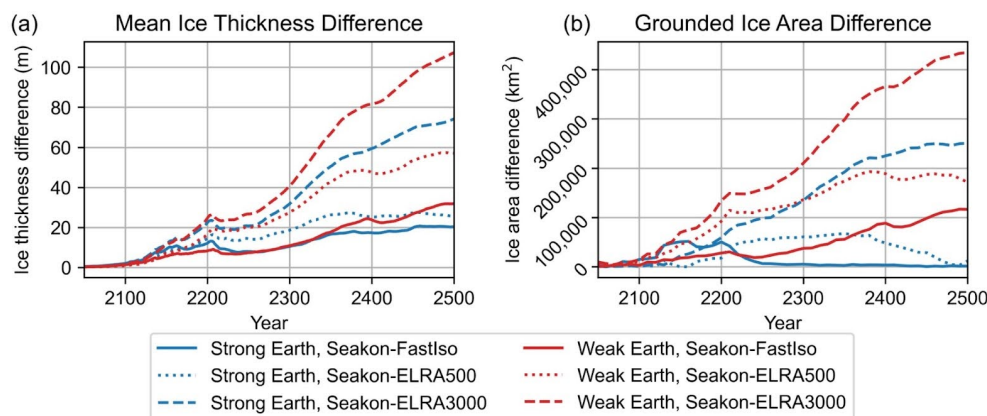 (a) Mean Ice Thickness Difference
Ice thickness difference (m)
100
80
60
40
20
0
2100 2200 2300 2400 2500
Year
(b) Grounded Ice Area Difference
Ice area difference (km²)
400,000
300,000
200,000
100,000
0
2100 2200 2300 2400 2500
Year
Strong Earth, Seakon-FastIso
Strong Earth, Seakon-ELRA500
Strong Earth, Seakon-ELRA3000
Weak Earth, Seakon-FastIso
Weak Earth, Seakon-ELRA500
Weak Earth, Seakon-ELRA3000